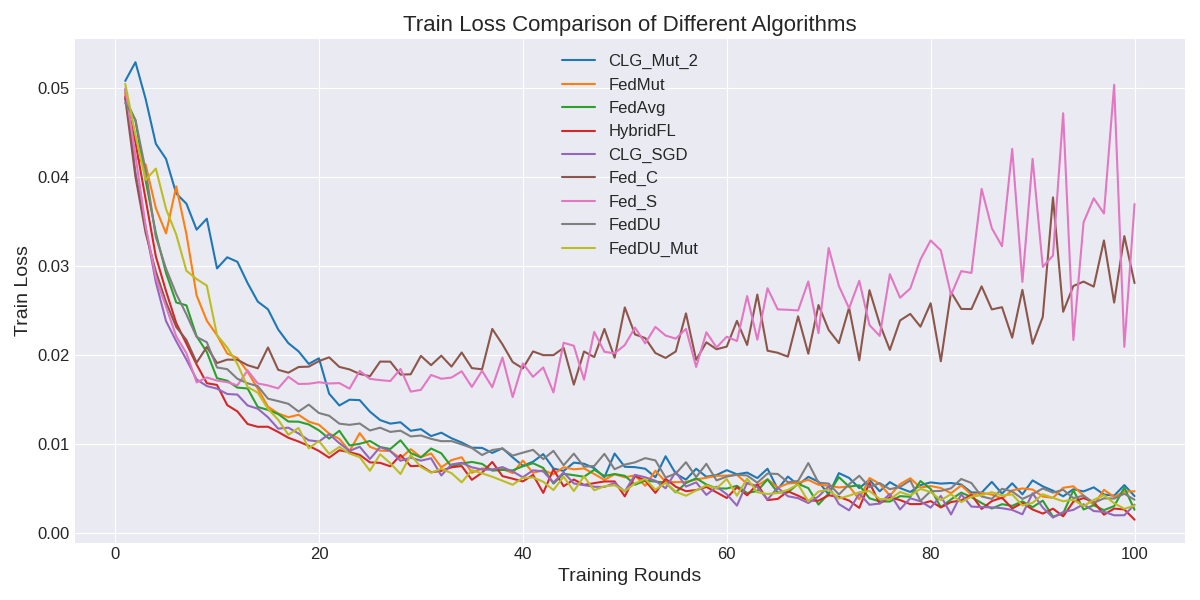 Train Loss Comparison of Different Algorithms
CLG_Mut_2
FedMut
FedAvg
HybridFL
CLG_SGD
Fed_C
Fed_S
FedDU
FedDU_Mut
Train Loss
0.05
0.04
0.03
0.02
0.01
0.00
0 20 40 60 80 100
Training Rounds